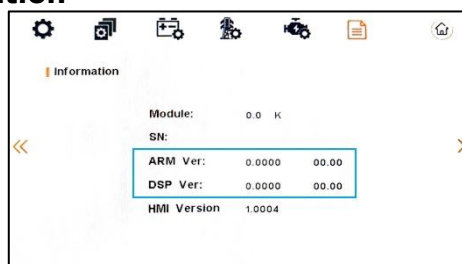 Information
Module: 0.0 K
SN:
ARM Ver: 0.0000 00.00
DSP Ver: 0.0000 00.00
HMI Version 1.0004